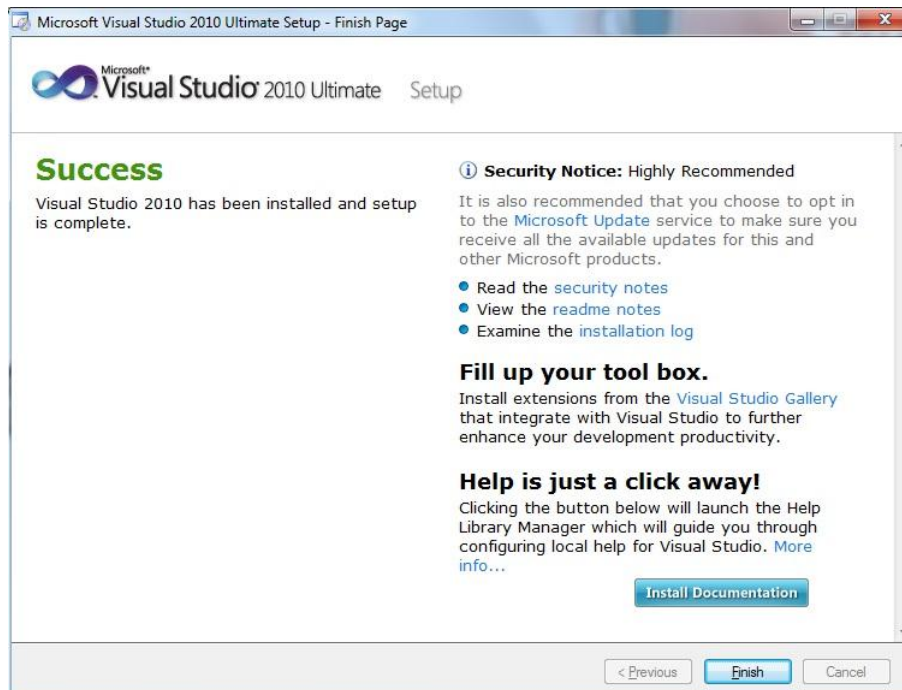 Microsoft Visual Studio 2010 Ultimate Setup - Finish Page
Microsoft®
Visual Studio® 2010 Ultimate Setup
Success
Visual Studio 2010 has been installed and setup
is complete.
Security Notice: Highly Recommended
It is also recommended that you choose to opt in
to the Microsoft Update service to make sure you
receive all the available updates for this and
other Microsoft products.
Read the security notes
View the readme notes
Examine the installation log
Fill up your tool box.
Install extensions from the Visual Studio Gallery
that integrate with Visual Studio to further
enhance your development productivity.
Help is just a click away!
Clicking the button below will launch the Help
Library Manager which will guide you through
configuring local help for Visual Studio. More
info...
Install Documentation
< Previous
Finish
Cancel